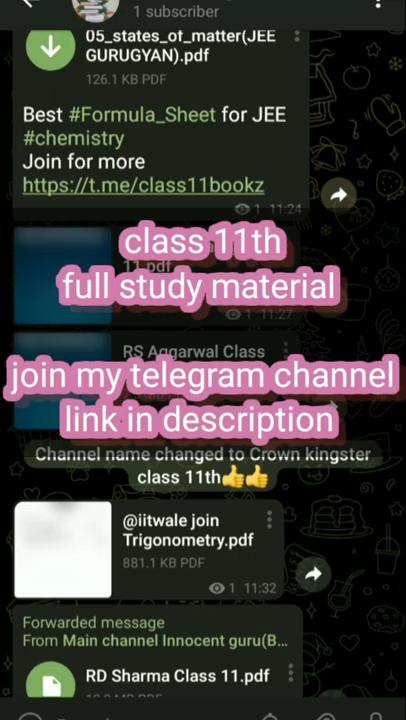 1 subscriber
05_states_of_matter(JEE
GURUGYAN).pdf
126.1 KB PDF
Best #Formula_Sheet for JEE
#chemistry
Join for more
https://t.me/class11bookz
1 11:24
class 11th
11.pdf
full study material
1 11:27
RS Aggarwal Class
join my telegram channel
link in description
Channel name changed to Crown kingster
class 11th👍👍
@iitwale join
Trigonometry.pdf
881.1 KB PDF
1 11:32
Forwarded message
From Main channel Innocent guru(B...
RD Sharma Class 11.pdf